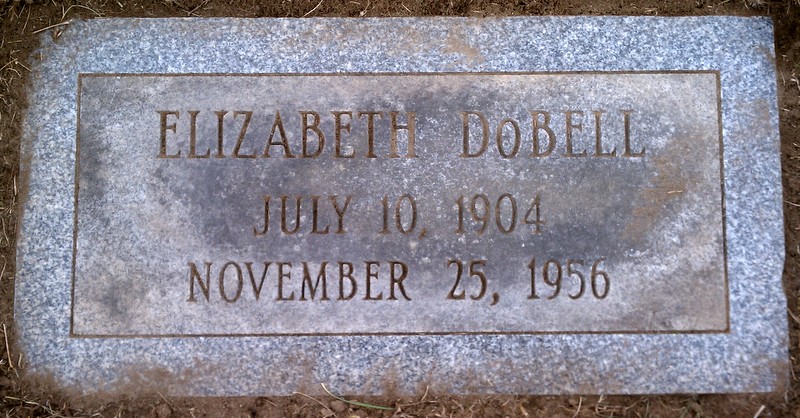 ELIZABETH DoBELL
JULY 10, 1904
NOVEMBER 25, 1956